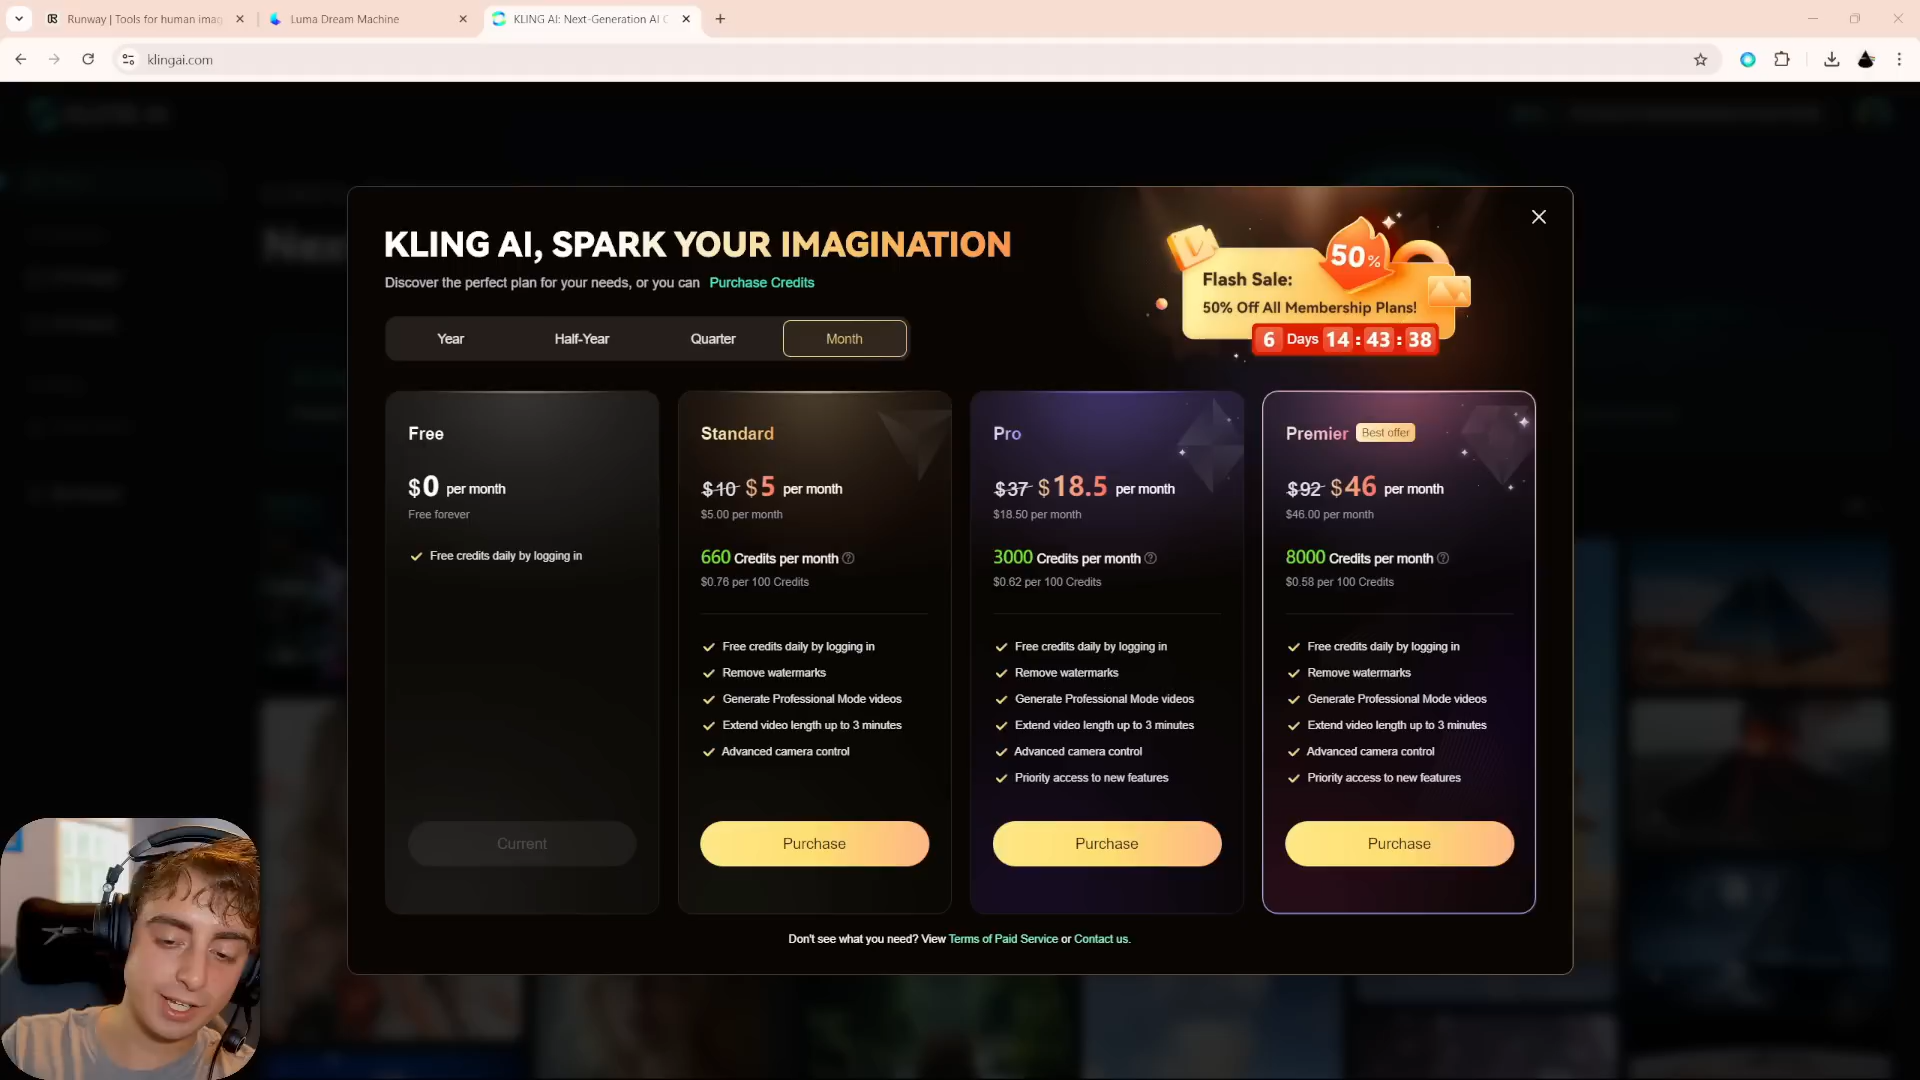 Runway | Tools for human imag
Luma Dream Machine
KLING AI: Next-Generation AI C
klingai.com
KLING AI, SPARK YOUR IMAGINATION
Discover the perfect plan for your needs, or you can Purchase Credits
Year
Half-Year
Quarter
Month
50%
Flash Sale:
50% Off All Membership Plans!
6 Days 14 : 43 : 38
Free
$0 per month
Free forever
Free credits daily by logging in
Current
Standard
$10 $5 per month
$5.00 per month
660 Credits per month
$0.76 per 100 Credits
Free credits daily by logging in
Remove watermarks
Generate Professional Mode videos
Extend video length up to 3 minutes
Advanced camera control
Purchase
Pro
$37 $18.5 per month
$18.50 per month
3000 Credits per month
$0.62 per 100 Credits
Free credits daily by logging in
Remove watermarks
Generate Professional Mode videos
Extend video length up to 3 minutes
Advanced camera control
Priority access to new features
Purchase
Premier Best offer
$92 $46 per month
$46.00 per month
8000 Credits per month
$0.58 per 100 Credits
Free credits daily by logging in
Remove watermarks
Generate Professional Mode videos
Extend video length up to 3 minutes
Advanced camera control
Priority access to new features
Purchase
Don't see what you need? View Terms of Paid Service or Contact us.